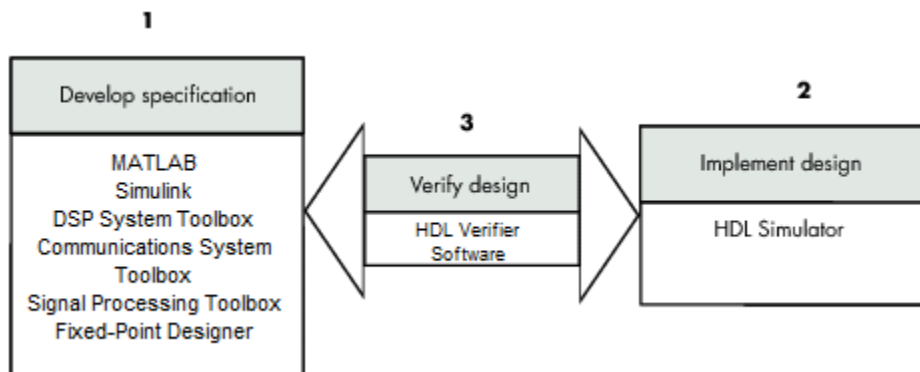 1
Develop specification
MATLAB
Simulink
DSP System Toolbox
Communications System
Toolbox
Signal Processing Toolbox
Fixed-Point Designer
3
Verify design
HDL Verifier
Software
2
Implement design
HDL Simulator